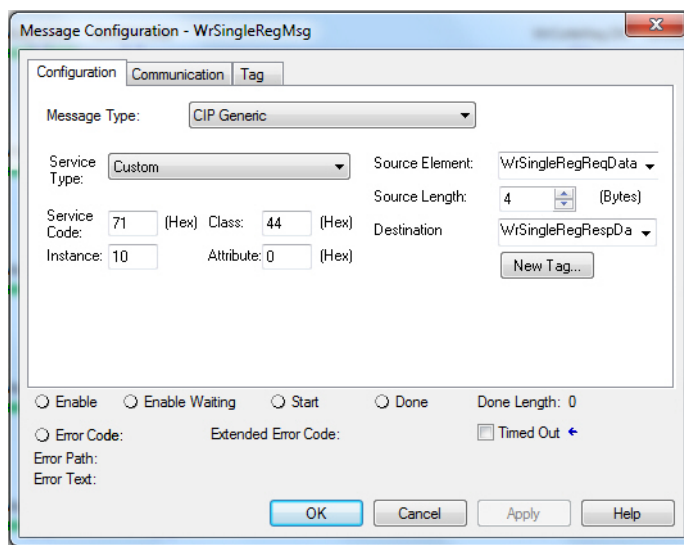 Message Configuration - WrSingleRegMsg
Configuration Communication Tag
Message Type: CIP Generic
Service Type: Custom
Source Element: WrSingleRegReqData
Source Length: 4 (Bytes)
Service Code: 71 (Hex) Class: 44 (Hex)
Destination WrSingleRegRespDa
Instance: 10 Attribute: 0 (Hex)
New Tag...
Enable Enable Waiting Start Done Done Length: 0
Error Code: Extended Error Code: Timed Out
Error Path:
Error Text:
OK Cancel Apply Help